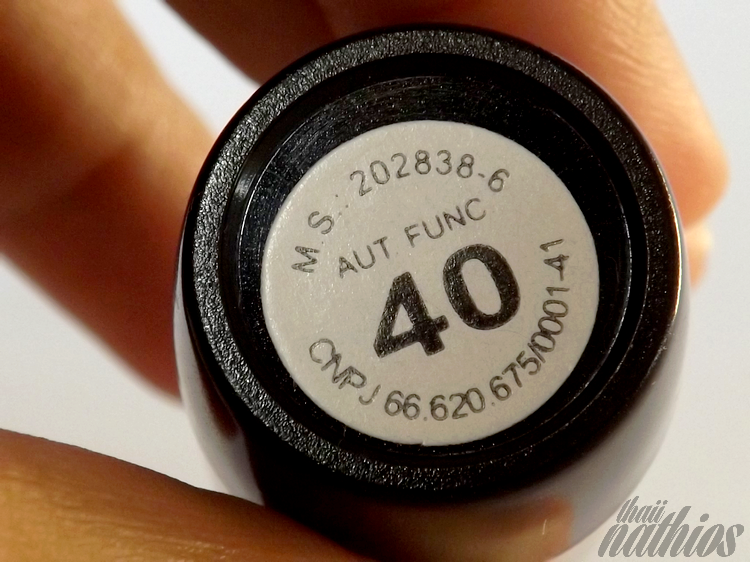 M.S.: 202838-6
AUT. FUNC
40
CNPJ 66.620.675/0001-41
thaii
nathios